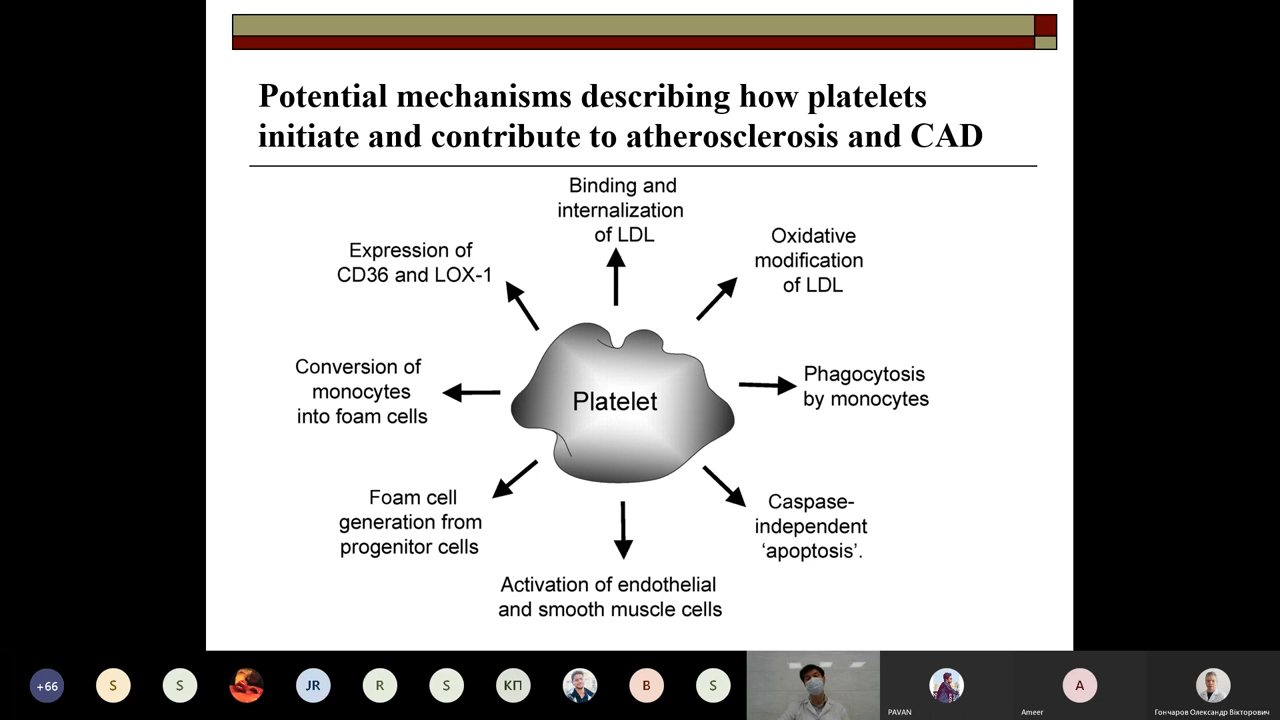 Potential mechanisms describing how platelets
initiate and contribute to atherosclerosis and CAD
Binding and
internalization
of LDL
Expression of
CD36 and LOX-1
Oxidative
modification
of LDL
Conversion of
monocytes
into foam cells
Platelet
Phagocytosis
by monocytes
Foam cell
generation from
progenitor cells
Caspase-
independent
‘apoptosis’.
Activation of endothelial
and smooth muscle cells
+66
S
S
JR
R
S
КП
B
S
PAVAN
A
Ameer
Гончаров Олександр Вікторович